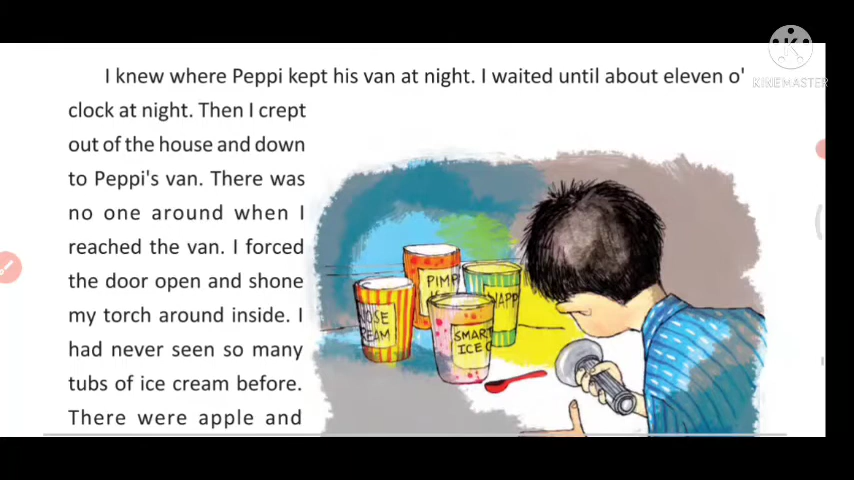 I knew where Peppi kept his van at night. I waited until about eleven o'
clock at night. Then I crept
out of the house and down
to Peppi's van. There was
no one around when I
reached the van. I forced
the door open and shone
my torch around inside. I
had never seen so many
tubs of ice cream before.
There were apple and
KINEMASTER
PIMP
NOSE
REAM
SMART
ICE C